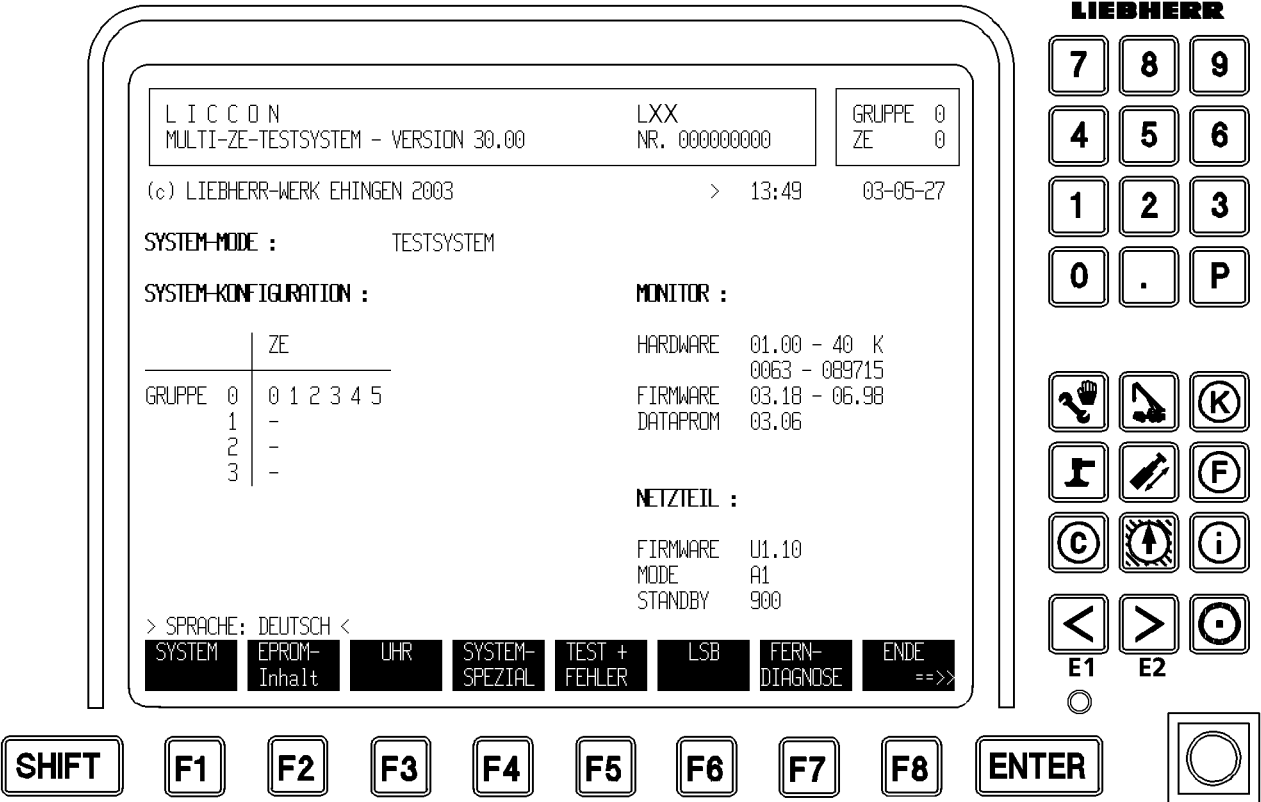 LIEBHERR
L I C C O N LXX GRUPPE 0
MULTI-ZE-TESTSYSTEM - VERSION 30.00 NR. 000000000 ZE 0
(c) LIEBHERR-WERK EHINGEN 2003 > 13:49 03-05-27
SYSTEM-MODE : TESTSYSTEM
SYSTEM-KONFIGURATION : MONITOR :
ZE HARDWARE 01.00 - 40 K
0063 - 089715
GRUPPE 0 0 1 2 3 4 5 FIRMWARE 03.18 - 06.98
1 - DATAPROM 03.06
2 -
3 -
NETZTEIL :
FIRMWARE U1.10
MODE A1
STANDBY 900
> SPRACHE: DEUTSCH <
SYSTEM EPROM- UHR SYSTEM- TEST + LSB FERN- ENDE
Inhalt SPEZIAL FEHLER DIAGNOSE ==>>
7 8 9
4 5 6
1 2 3
0 . P
K
F
C i
< >
E1 E2
SHIFT F1 F2 F3 F4 F5 F6 F7 F8 ENTER